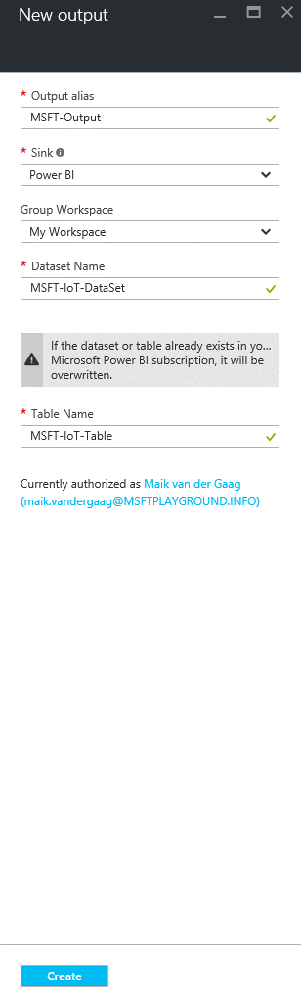 New output
* Output alias
MSFT-Output
* Sink
Power BI
Group Workspace
My Workspace
* Dataset Name
MSFT-IoT-DataSet
If the dataset or table already exists in yo...
Microsoft Power BI subscription, it will be
overwritten.
* Table Name
MSFT-IoT-Table
Currently authorized as Maik van der Gaag
(maik.vandergaag@MSFTPLAYGROUND.INFO)
Create